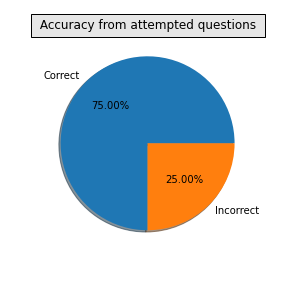 Accuracy from attempted questions
Correct
75.00%
25.00%
Incorrect